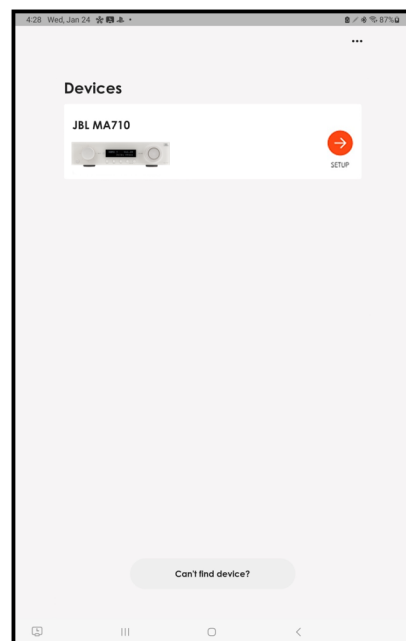 4:28 Wed, Jan 24
87%
Devices
JBL MA710
SETUP
Can't find device?